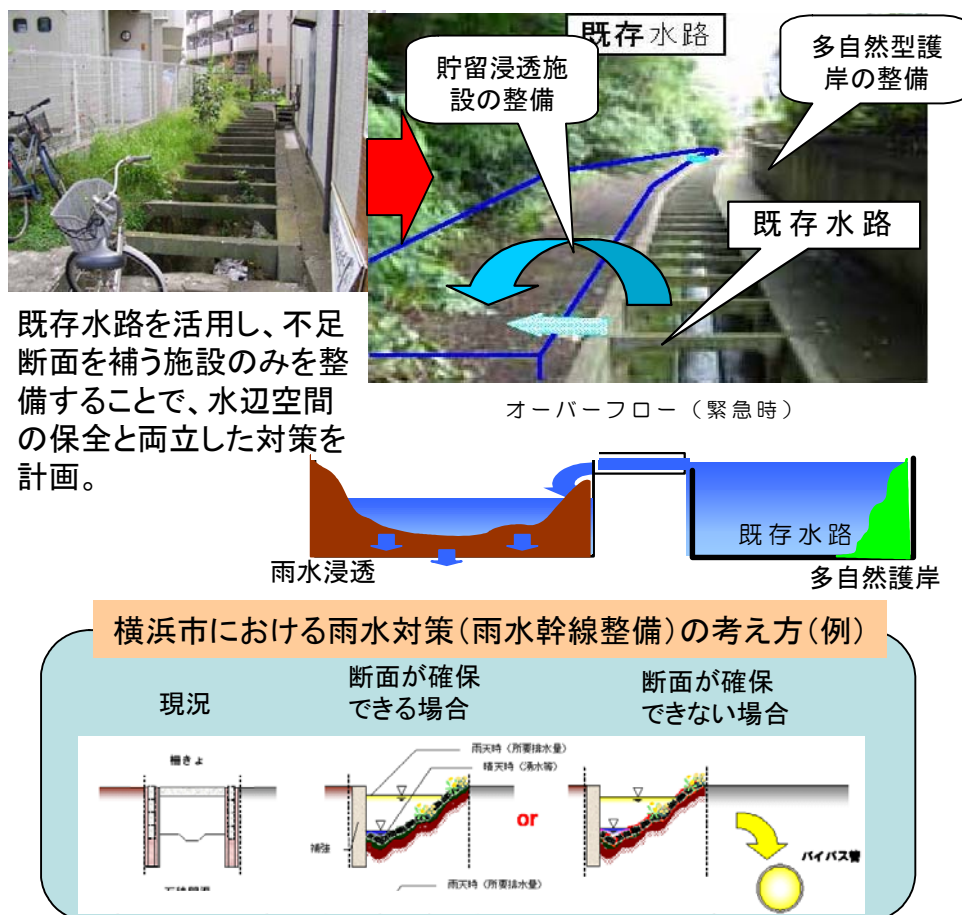 既存水路
貯留浸透施
設の整備
多自然型護
岸の整備
既存水路
既存水路を活用し、不足
断面を補う施設のみを整
備することで、水辺空間
の保全と両立した対策を
計画。
オーバーフロー（緊急時）
既存水路
雨水浸透
多自然護岸
横浜市における雨水対策（雨水幹線整備）の考え方（例）
現況
断面が確保
できる場合
断面が確保
できない場合
柵きょ
雨天時（所要排水量）
晴天時（湧水等）
補強
or
バイパス管
雨天時（所要排水量）